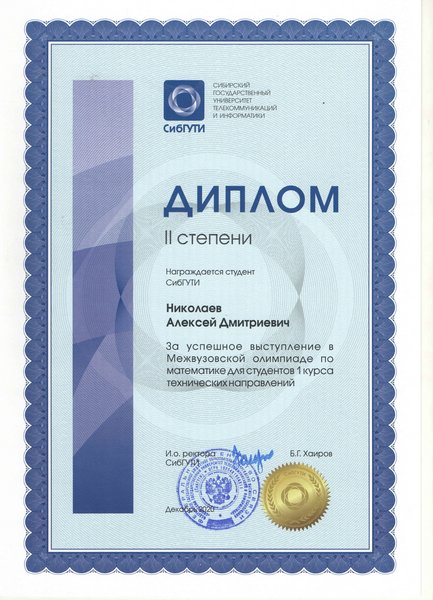 СИБИРСКИЙ
ГОСУДАРСТВЕННЫЙ
УНИВЕРСИТЕТ
ТЕЛЕКОММУНИКАЦИЙ
И ИНФОРМАТИКИ
СибГУТИ
ДИПЛОМ
II СТЕПЕНИ
Награждается студент
СибГУТИ
Николаев
Алексей Дмитриевич
За успешное выступление в
Межвузовской олимпиаде по
математике для студентов 1 курса
технических направлений
И.о. ректора Б.Г. Хаиров
СибГУТИ
Декабрь 2020